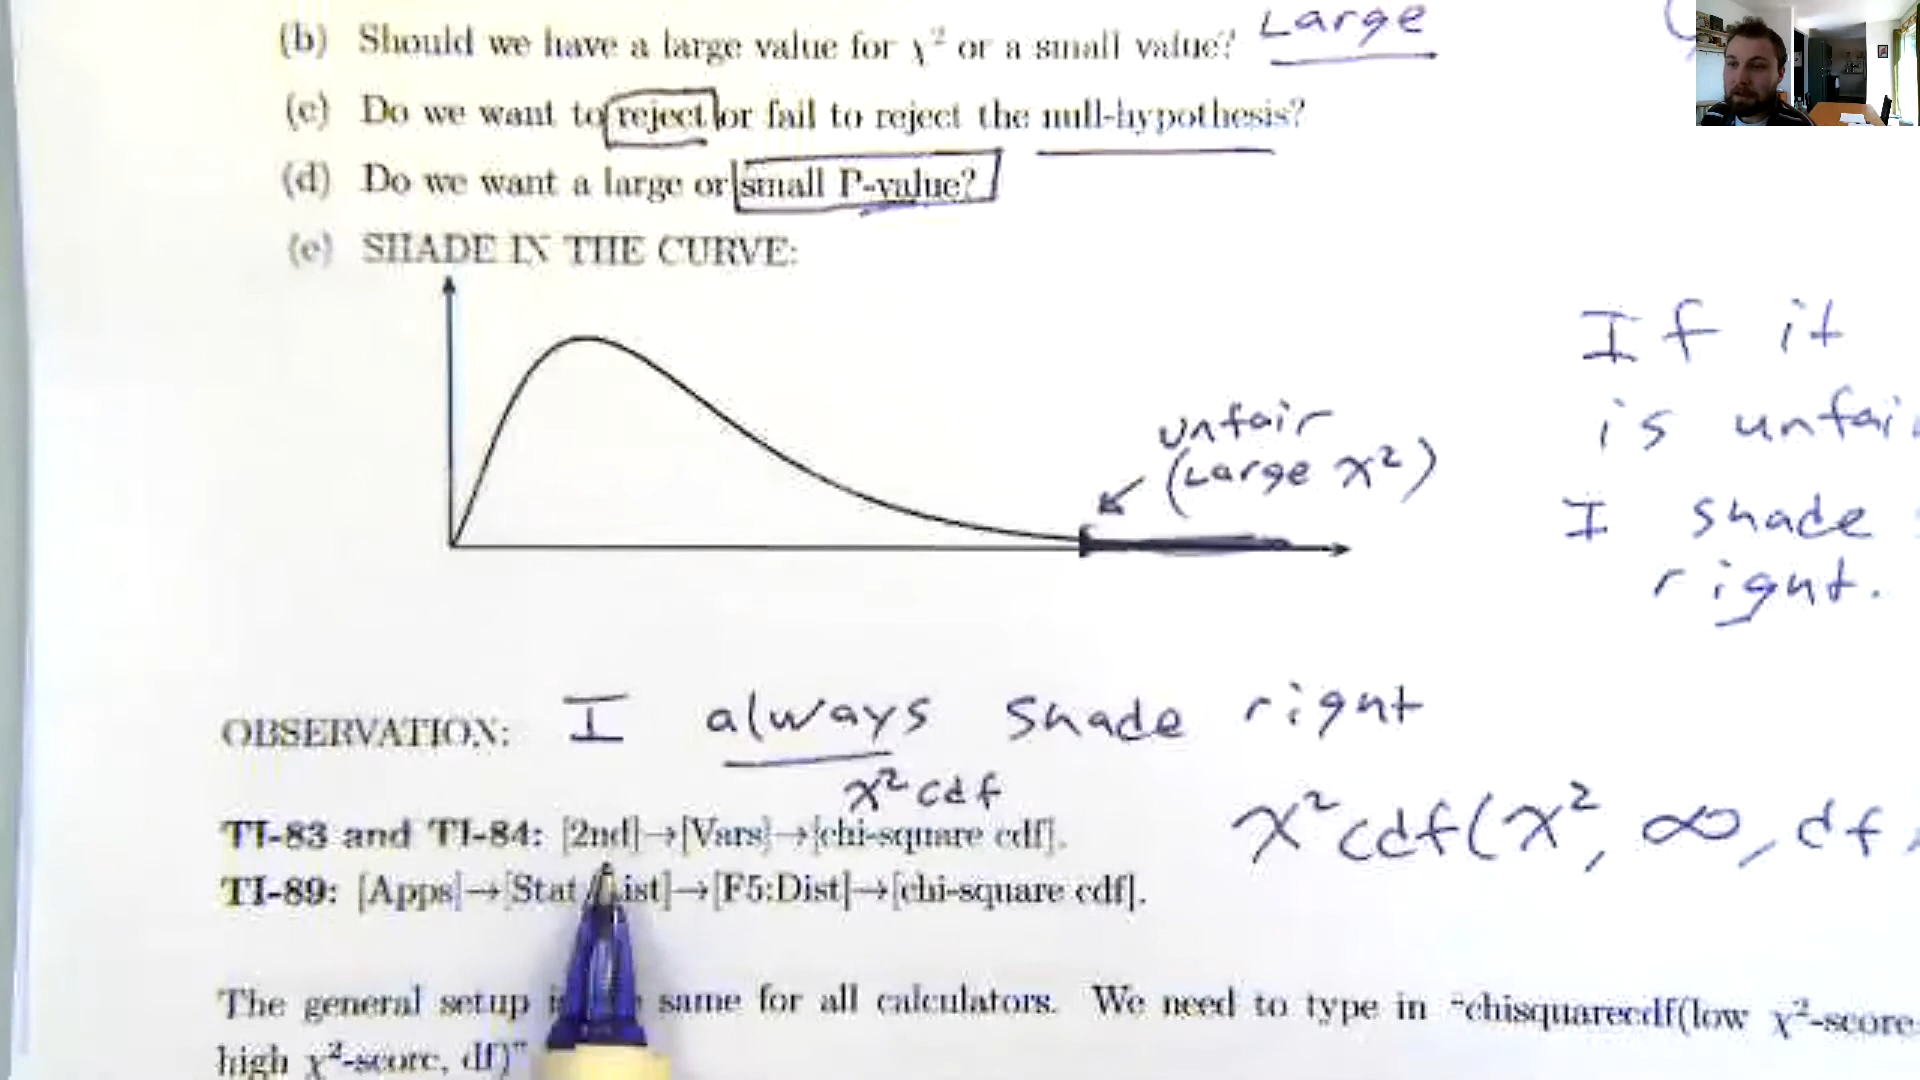 (b) Should we have a large value for χ² or a small value? Large
(c) Do we want to reject or fail to reject the null-hypothesis?
(d) Do we want a large or small P-value?
(e) SHADE IN THE CURVE:
unfair
(Large χ²)
If it
is unfair
I shade
right.
OBSERVATION: I always shade right
χ²cdf
TI-83 and TI-84: [2nd]→[Vars]→[chi-square cdf].
χ²cdf(χ², ∞, df
TI-89: [Apps]→[Stat List]→[F5:Dist]→[chi-square cdf].
The general setup same for all calculators. We need to type in "chisquarecdf(low χ²-score
high χ²-score, df)"